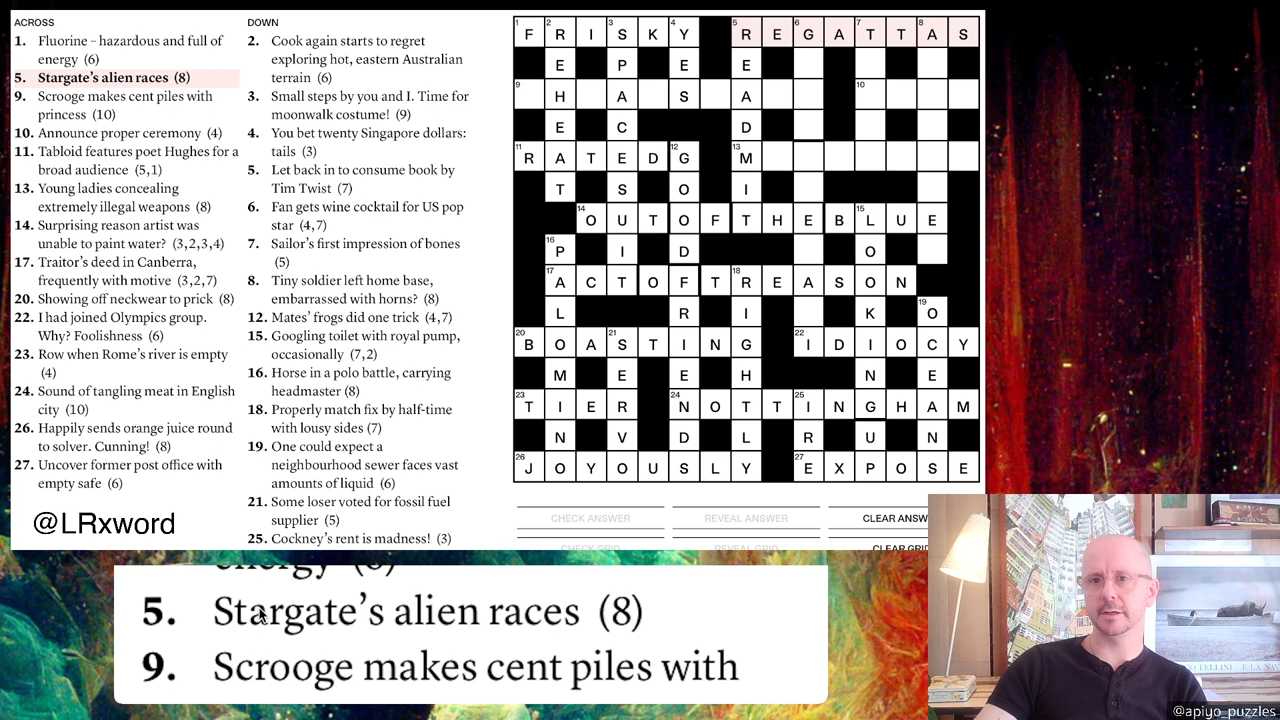 ACROSS
1. Fluorine – hazardous and full of
energy (6)
5. Stargate's alien races (8)
9. Scrooge makes cent piles with
princess (10)
10. Announce proper ceremony (4)
11. Tabloid features poet Hughes for a
broad audience (5,1)
13. Young ladies concealing
extremely illegal weapons (8)
14. Surprising reason artist was
unable to paint water? (3,2,3,4)
17. Traitor's deed in Canberra,
frequently with motive (3,2,7)
20. Showing off neckwear to prick (8)
22. I had joined Olympics group.
Why? Foolishness (6)
23. Row when Rome's river is empty
(4)
24. Sound of tangling meat in English
city (10)
26. Happily sends orange juice round
to solver. Cunning! (8)
27. Uncover former post office with
empty safe (6)
@LRxword
DOWN
2. Cook again starts to regret
exploring hot, eastern Australian
terrain (6)
3. Small steps by you and I. Time for
moonwalk costume! (9)
4. You bet twenty Singapore dollars:
tails (3)
5. Let back in to consume book by
Tim Twist (7)
6. Fan gets wine cocktail for US pop
star (4,7)
7. Sailor's first impression of bones
(5)
8. Tiny soldier left home base,
embarrassed with horns? (8)
12. Mates' frogs did one trick (4,7)
15. Googling toilet with royal pump,
occasionally (7,2)
16. Horse in a polo battle, carrying
headmaster (8)
18. Properly match fix by half-time
with lousy sides (7)
19. One could expect a
neighbourhood sewer faces vast
amounts of liquid (6)
21. Some loser voted for fossil fuel
supplier (5)
25. Cockney's rent is madness! (3)
1 F 2 R I 3 S K 4 Y 5 R E 6 G A 7 T T 8 A S
E P E E
9 H A S A 10
E C D
11 R A T E D 12 G 13 M
T S O I
14 O U T O F T H E B 15 L U E
16 P I D O
17 A C T O F T 18 R E A S O N
L R I K 19 O
20 B O A 21 S T I N G 22 I D I O C Y
M E E H N E
23 T I E R 24 N O T T 25 I N G H A M
N V D L R U N
26 J O Y O U S L Y 27 E X P O S E
CHECK ANSWER REVEAL ANSWER CLEAR ANSW
CHECK GRID REVEAL GRID CLEAR GRI
energy (6)
5. Stargate's alien races (8)
9. Scrooge makes cent piles with
@apiyo_puzzles